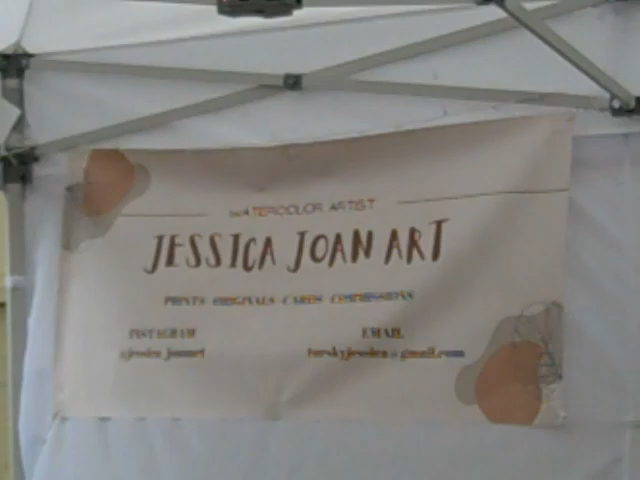 WATERCOLOR ARTIST
JESSICA JOAN ART
PRINTS ORIGINALS CARDS COMMISSIONS
INSTAGRAM
EMAIL